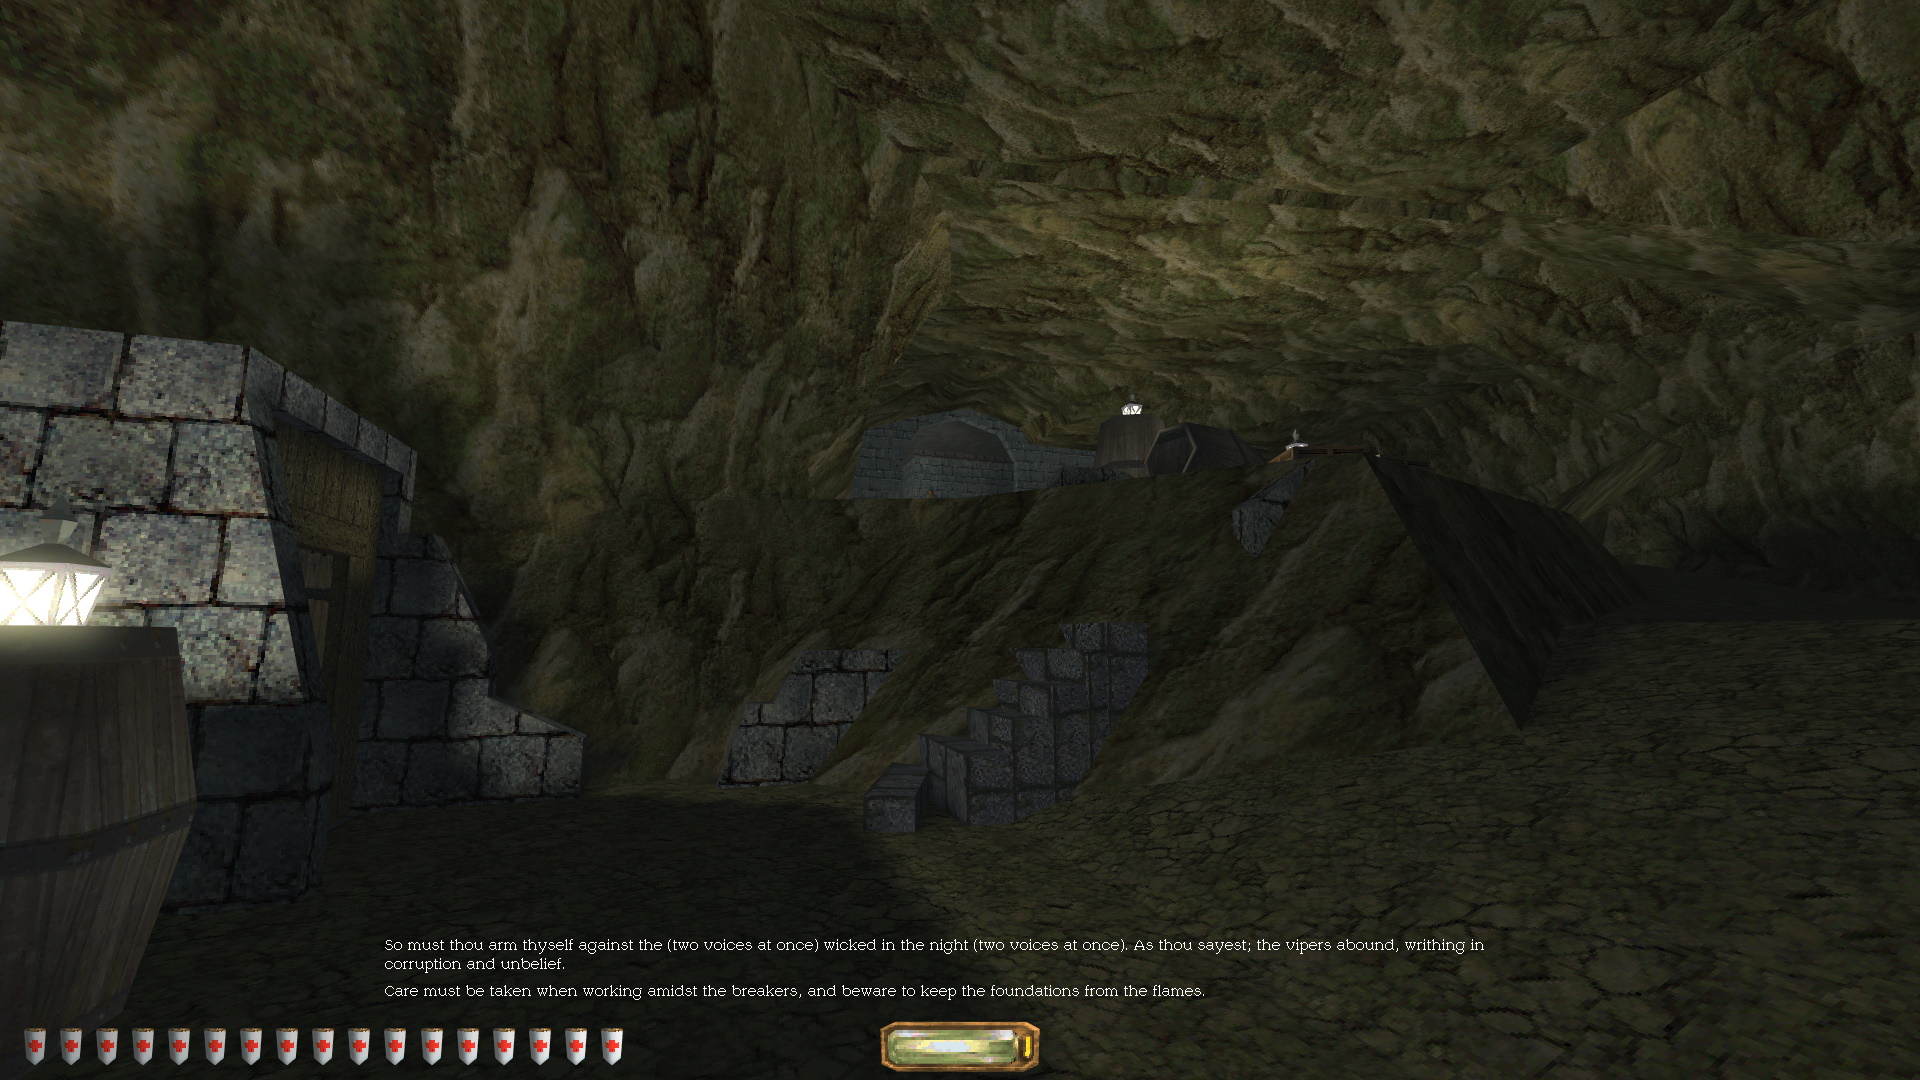 So must thou arm thyself against the (two voices at once) wicked in the night (two voices at once). As thou sayest; the vipers abound, writhing in
corruption and unbelief.
Care must be taken when working amidst the breakers, and beware to keep the foundations from the flames.